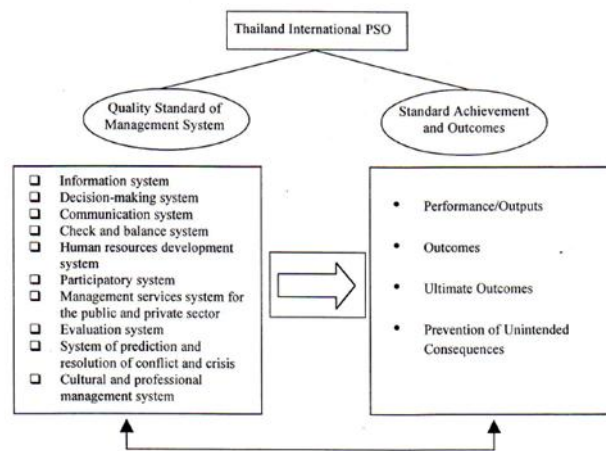 Thailand International PSO
Quality Standard of
Management System
Standard Achievement
and Outcomes
❑ Information system
❑ Decision-making system
❑ Communication system
❑ Check and balance system
❑ Human resources development
system
❑ Participatory system
❑ Management services system for
the public and private sector
❑ Evaluation system
❑ System of prediction and
resolution of conflict and crisis
❑ Cultural and professional
management system
• Performance/Outputs
• Outcomes
• Ultimate Outcomes
• Prevention of Unintended
Consequences